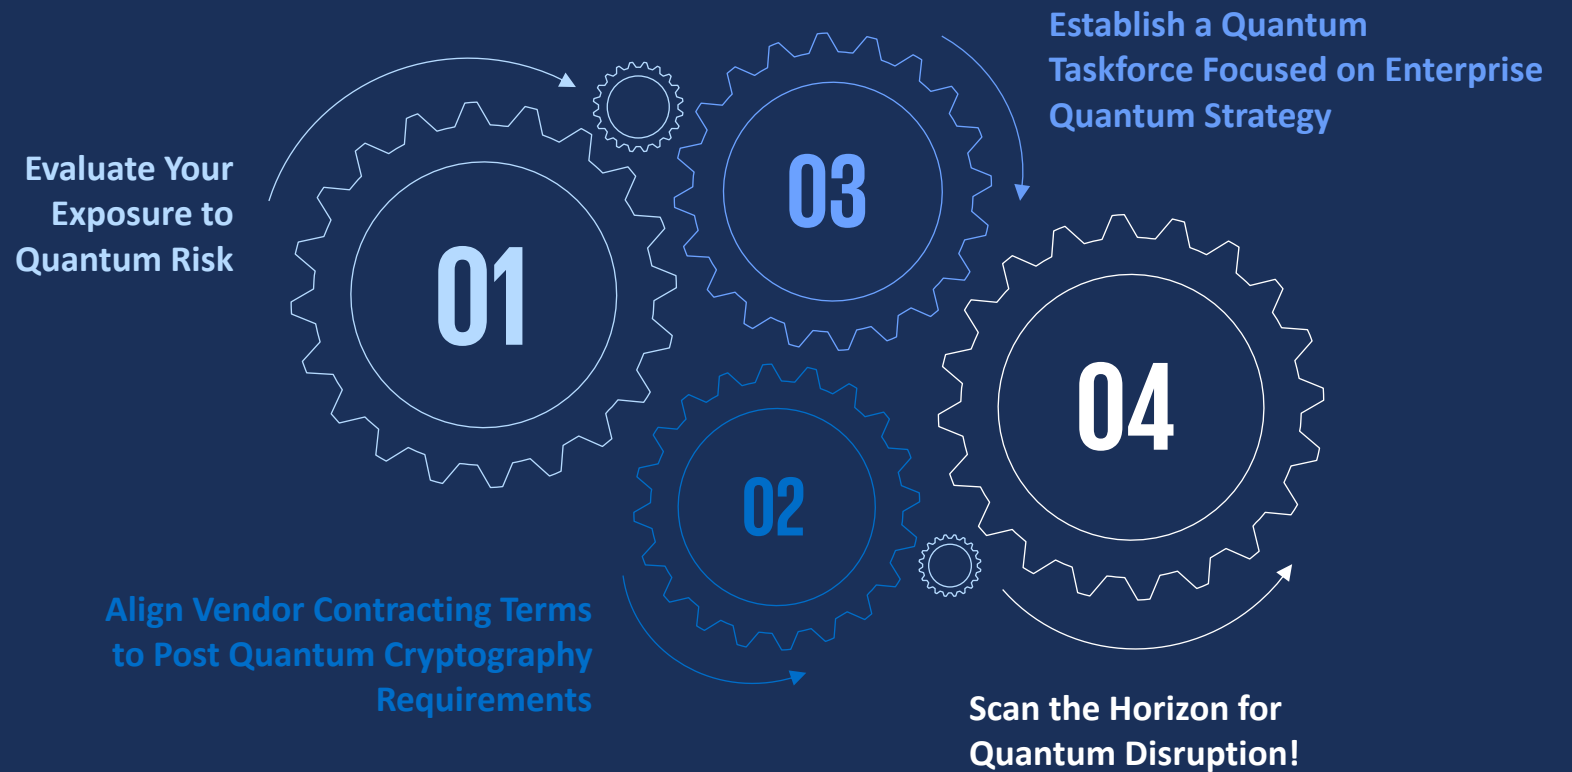 Evaluate Your
Exposure to
Quantum Risk
01
Align Vendor Contracting Terms
to Post Quantum Cryptography
Requirements
02
Establish a Quantum
Taskforce Focused on Enterprise
Quantum Strategy
03
04
Scan the Horizon for
Quantum Disruption!